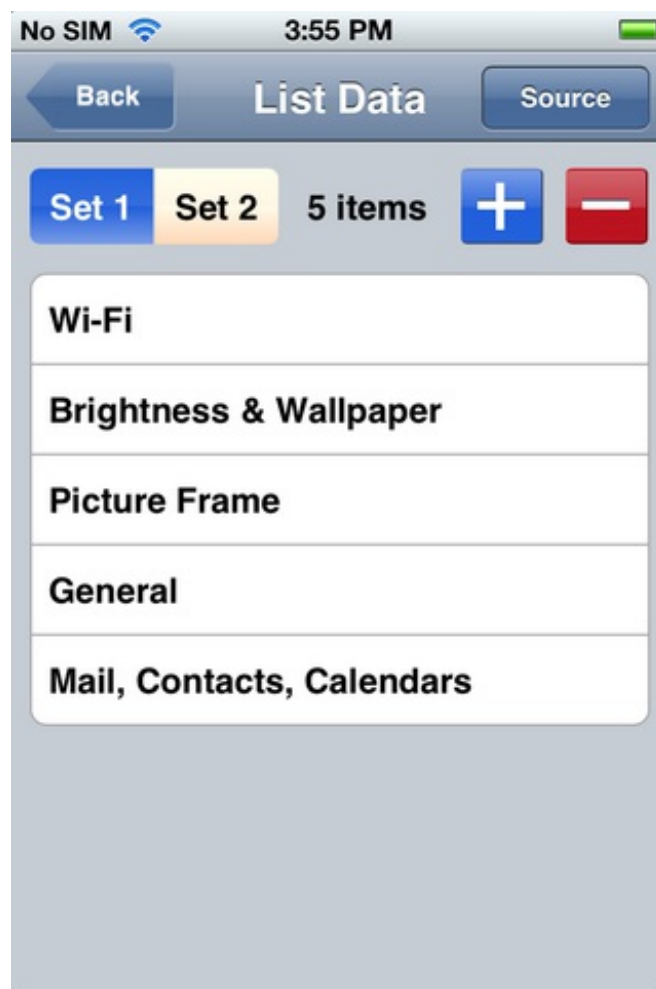 No SIM 3:55 PM
Back List Data Source
Set 1 Set 2 5 items + −
Wi-Fi
Brightness & Wallpaper
Picture Frame
General
Mail, Contacts, Calendars